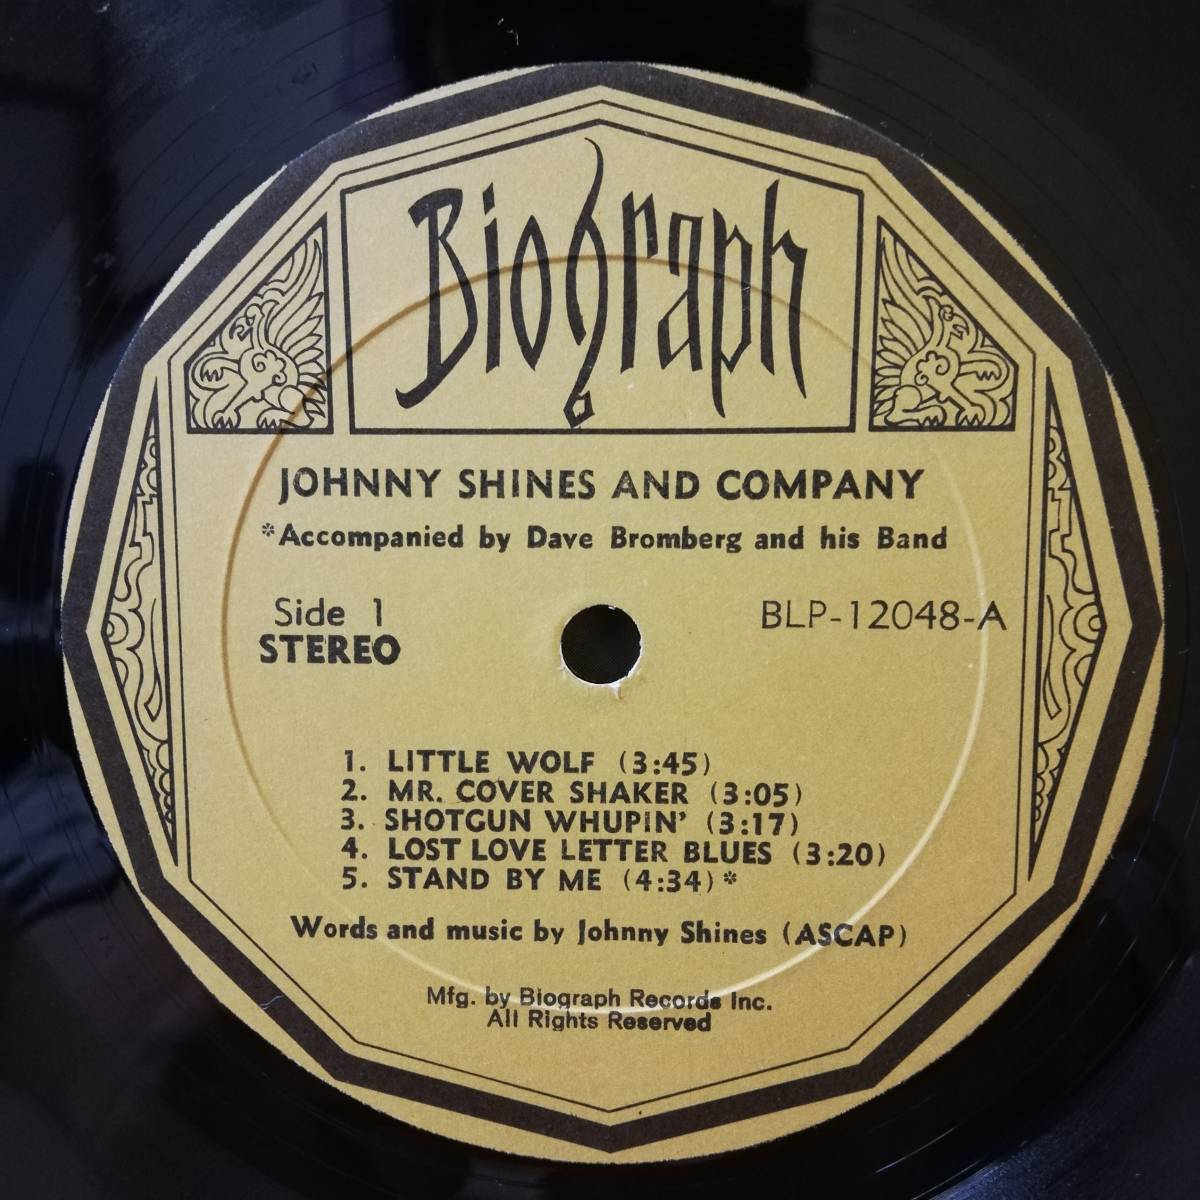 Biograph
JOHNNY SHINES AND COMPANY
*Accompanied by Dave Bromberg and his Band
Side 1
STEREO
BLP-12048-A
1. LITTLE WOLF (3:45)
2. MR. COVER SHAKER (3:05)
3. SHOTGUN WHUPIN' (3:17)
4. LOST LOVE LETTER BLUES (3:20)
5. STAND BY ME (4:34)*
Words and music by Johnny Shines (ASCAP)
Mfg. by Biograph Records Inc.
All Rights Reserved